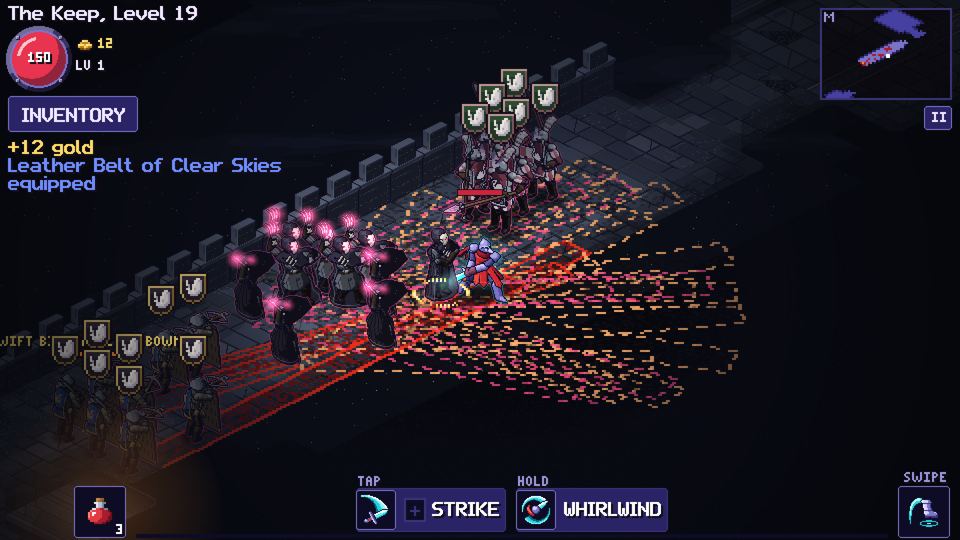 The Keep, Level 19
150
12
LV 1
M
INVENTORY
II
+12 gold
Leather Belt of Clear Skies
equipped
TAP
STRIKE
HOLD
WHIRLWIND
SWIPE
3